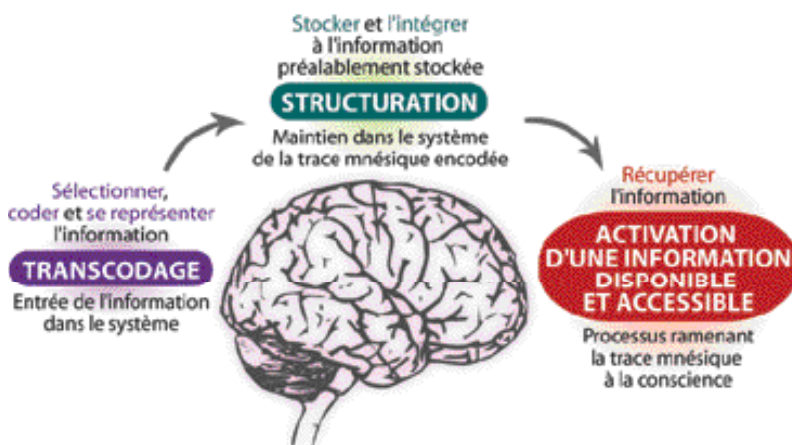 Sélectionner,
coder et se représenter
l'information
TRANSCODAGE
Entrée de l'information
dans le système
Stocker et l'intégrer
à l'information
préalablement stockée
STRUCTURATION
Maintien dans le système
de la trace mnésique encodée
Récupérer
l'information
ACTIVATION
D'UNE INFORMATION
DISPONIBLE
ET ACCESSIBLE
Processus ramenant
la trace mnésique
à la conscience